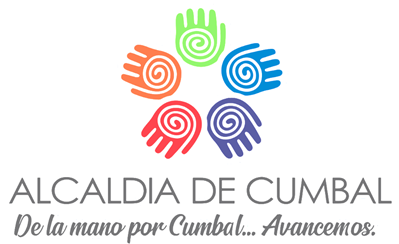 ALCALDIA DE CUMBAL
De la mano por Cumbal... Avancemos.